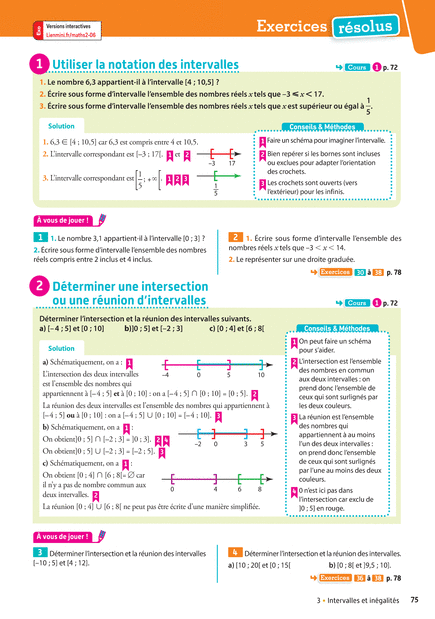 Versions interactives
Lienmini.fr/maths2-08
Exercices résolus
1 Utiliser la notation des intervalles
Cours 1 p. 72
1. Le nombre 6,3 appartient-il à l'intervalle [4 ; 10,5] ?
2. Écrire sous forme d'intervalle l'ensemble des nombres réels x tels que –3 ⩽ x < 17.
3. Écrire sous forme d'intervalle l'ensemble des nombres réels x tels que x est supérieur ou égal à 1/5.
Solution
1. 6,3 ∈ [4 ; 10,5] car 6,3 est compris entre 4 et 10,5.
2. L'intervalle correspondant est [–3 ; 17[. 1 et 2
–3 17
3. L'intervalle correspondant est [1/5 ; +∞[. 1 2 3
1/5
Conseils & Méthodes
1 Faire un schéma pour imaginer l'intervalle.
2 Bien repérer si les bornes sont incluses
ou exclues pour adapter l'orientation
des crochets.
3 Les crochets sont ouverts (vers
l'extérieur) pour les infinis.
À vous de jouer !
1 1. Le nombre 3,1 appartient-il à l'intervalle [0 ; 3] ?
2. Écrire sous forme d'intervalle l'ensemble des nombres
réels compris entre 2 inclus et 4 inclus.
2 1. Écrire sous forme d'intervalle l'ensemble des
nombres réels x tels que –3 < x < 14.
2. Le représenter sur une droite graduée.
Exercices 30 à 35 p. 78
2 Déterminer une intersection
ou une réunion d'intervalles
Cours 1 p. 72
Déterminer l'intersection et la réunion des intervalles suivants.
a) [–4 ; 5] et [0 ; 10] b) ]0 ; 5] et [–2 ; 3] c) [0 ; 4] et [6 ; 8[
Solution
a) Schématiquement, on a : 1
–4 0 5 10
L'intersection des deux intervalles
est l'ensemble des nombres qui
appartiennent à [–4 ; 5] et à [0 ; 10] : on a [–4 ; 5] ∩ [0 ; 10] = [0 ; 5]. 2
La réunion des deux intervalles est l'ensemble des nombres qui appartiennent à
[–4 ; 5] ou à [0 ; 10] : on a [–4 ; 5] ∪ [0 ; 10] = [–4 ; 10]. 3
b) Schématiquement, on a 1 :
On obtient ]0 ; 5] ∩ [–2 ; 3] = ]0 ; 3]. 2 4
On obtient ]0 ; 5] ∪ [–2 ; 3] = [–2 ; 5]. 3
–2 0 3 5
c) Schématiquement, on a 1 :
On obtient [0 ; 4] ∩ [6 ; 8[ = ∅ car
il n'y a pas de nombre commun aux
deux intervalles. 2
0 4 6 8
La réunion [0 ; 4] ∪ [6 ; 8[ ne peut pas être écrite d'une manière simplifiée.
Conseils & Méthodes
1 On peut faire un schéma
pour s'aider.
2 L'intersection est l'ensemble
des nombres en commun
aux deux intervalles : on
prend donc l'ensemble de
ceux qui sont surlignés par
les deux couleurs.
3 La réunion est l'ensemble
des nombres qui
appartiennent à au moins
l'un des deux intervalles :
on prend donc l'ensemble
de ceux qui sont surlignés
par l'une au moins des deux
couleurs.
4 0 n'est ici pas dans
l'intersection car exclu de
]0 ; 5] en rouge.
À vous de jouer !
3 Déterminer l'intersection et la réunion des intervalles
[–10 ; 5] et [4 ; 12].
4 Déterminer l'intersection et la réunion des intervalles.
a) [10 ; 20[ et [0 ; 15[ b) [0 ; 8[ et ]9,5 ; 10].
Exercices 36 à 38 p. 78
3 • Intervalles et inégalités 75